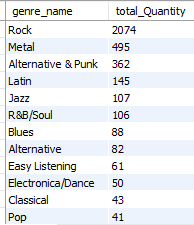 genre_name total_Quantity
Rock 2074
Metal 495
Alternative & Punk 362
Latin 145
Jazz 107
R&B/Soul 106
Blues 88
Alternative 82
Easy Listening 61
Electronica/Dance 50
Classical 43
Pop 41